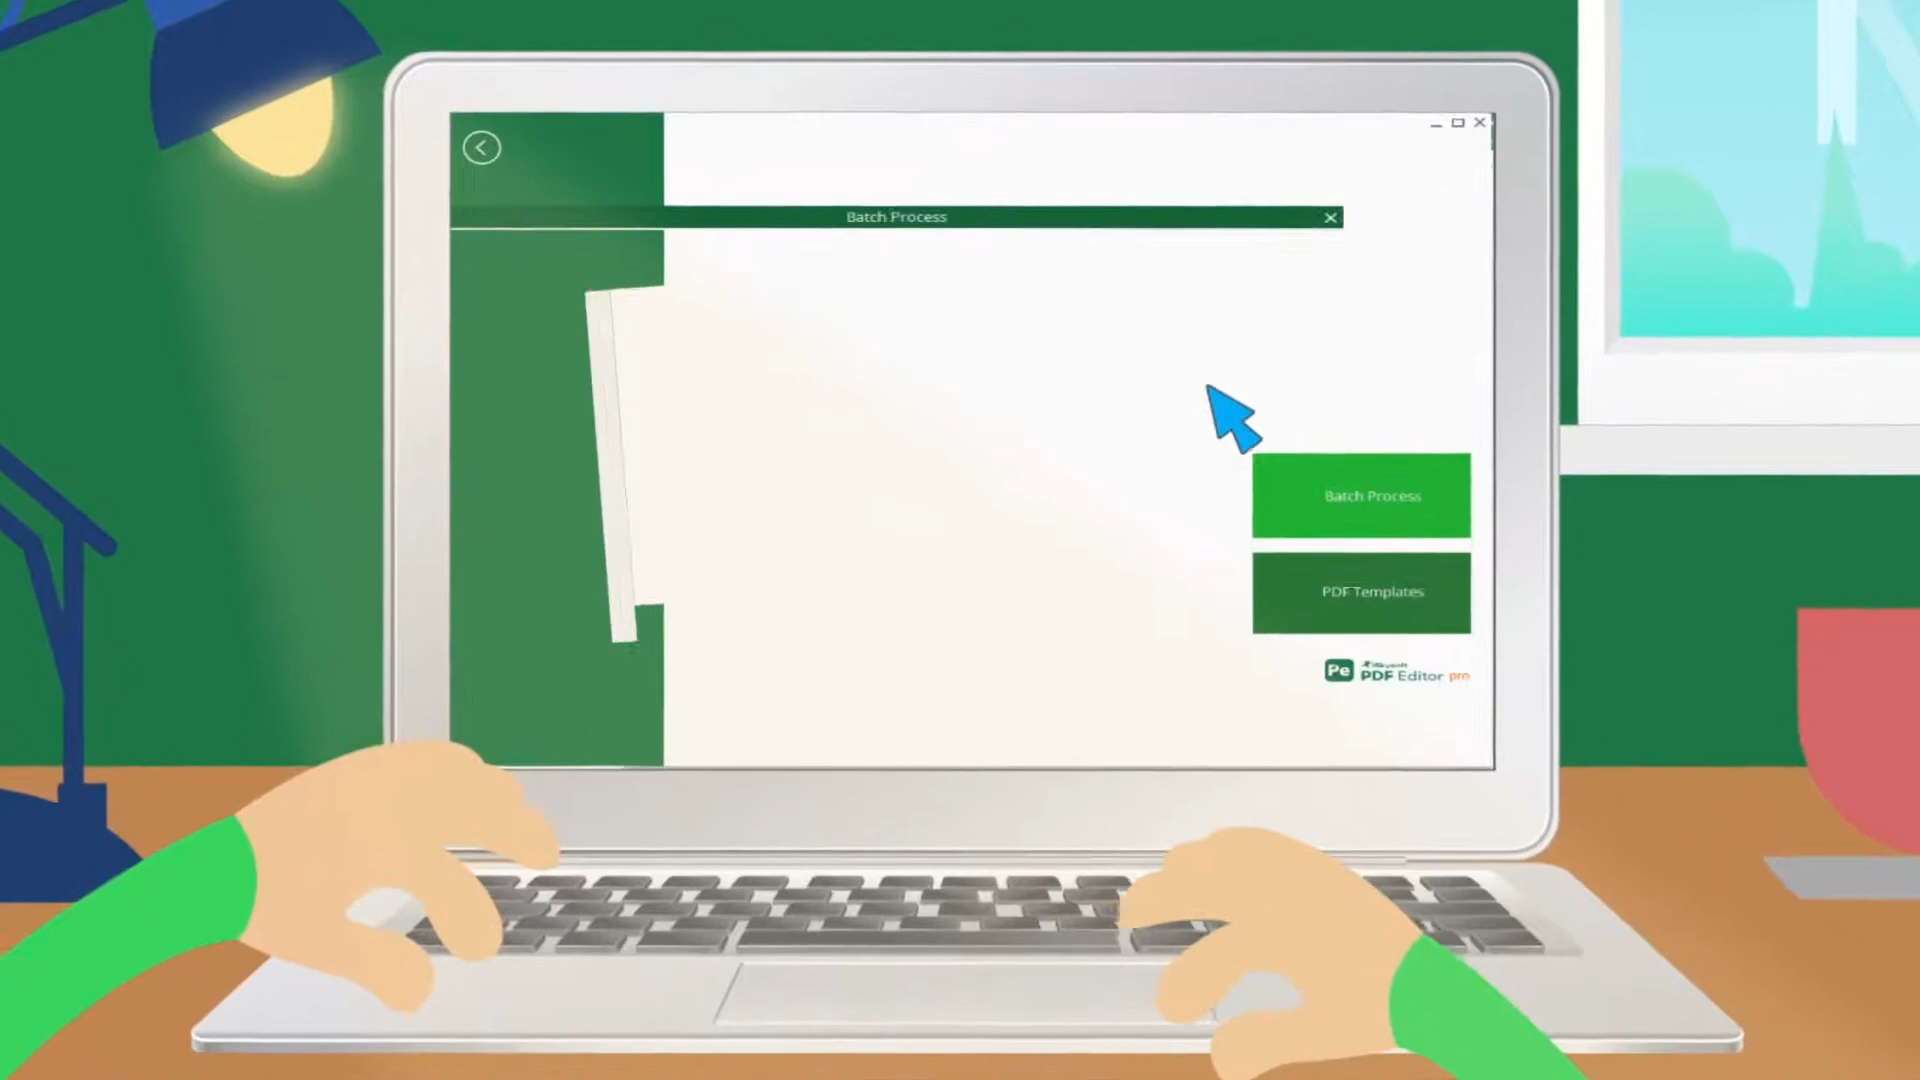 Batch Process
Batch Process
PDF Templates
Pe
PDF Editor pro